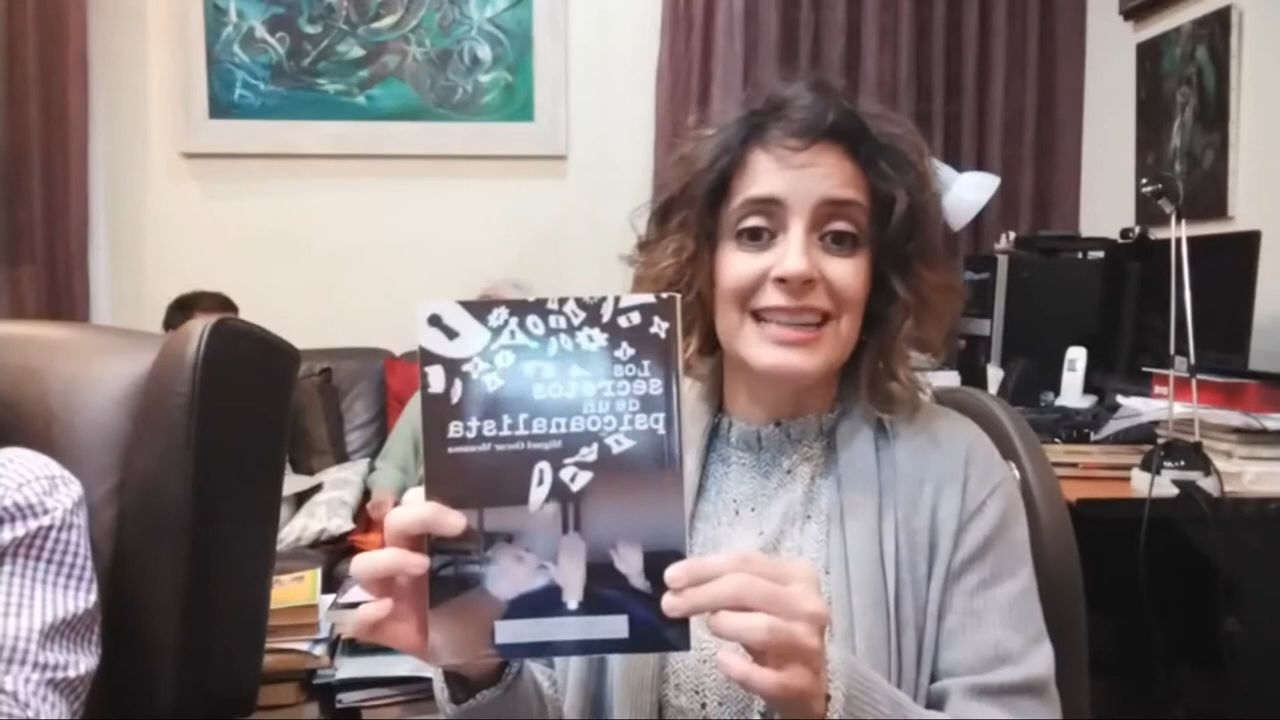 Los
secretos
de un
psicoanalista
Miguel Oscar Menassa